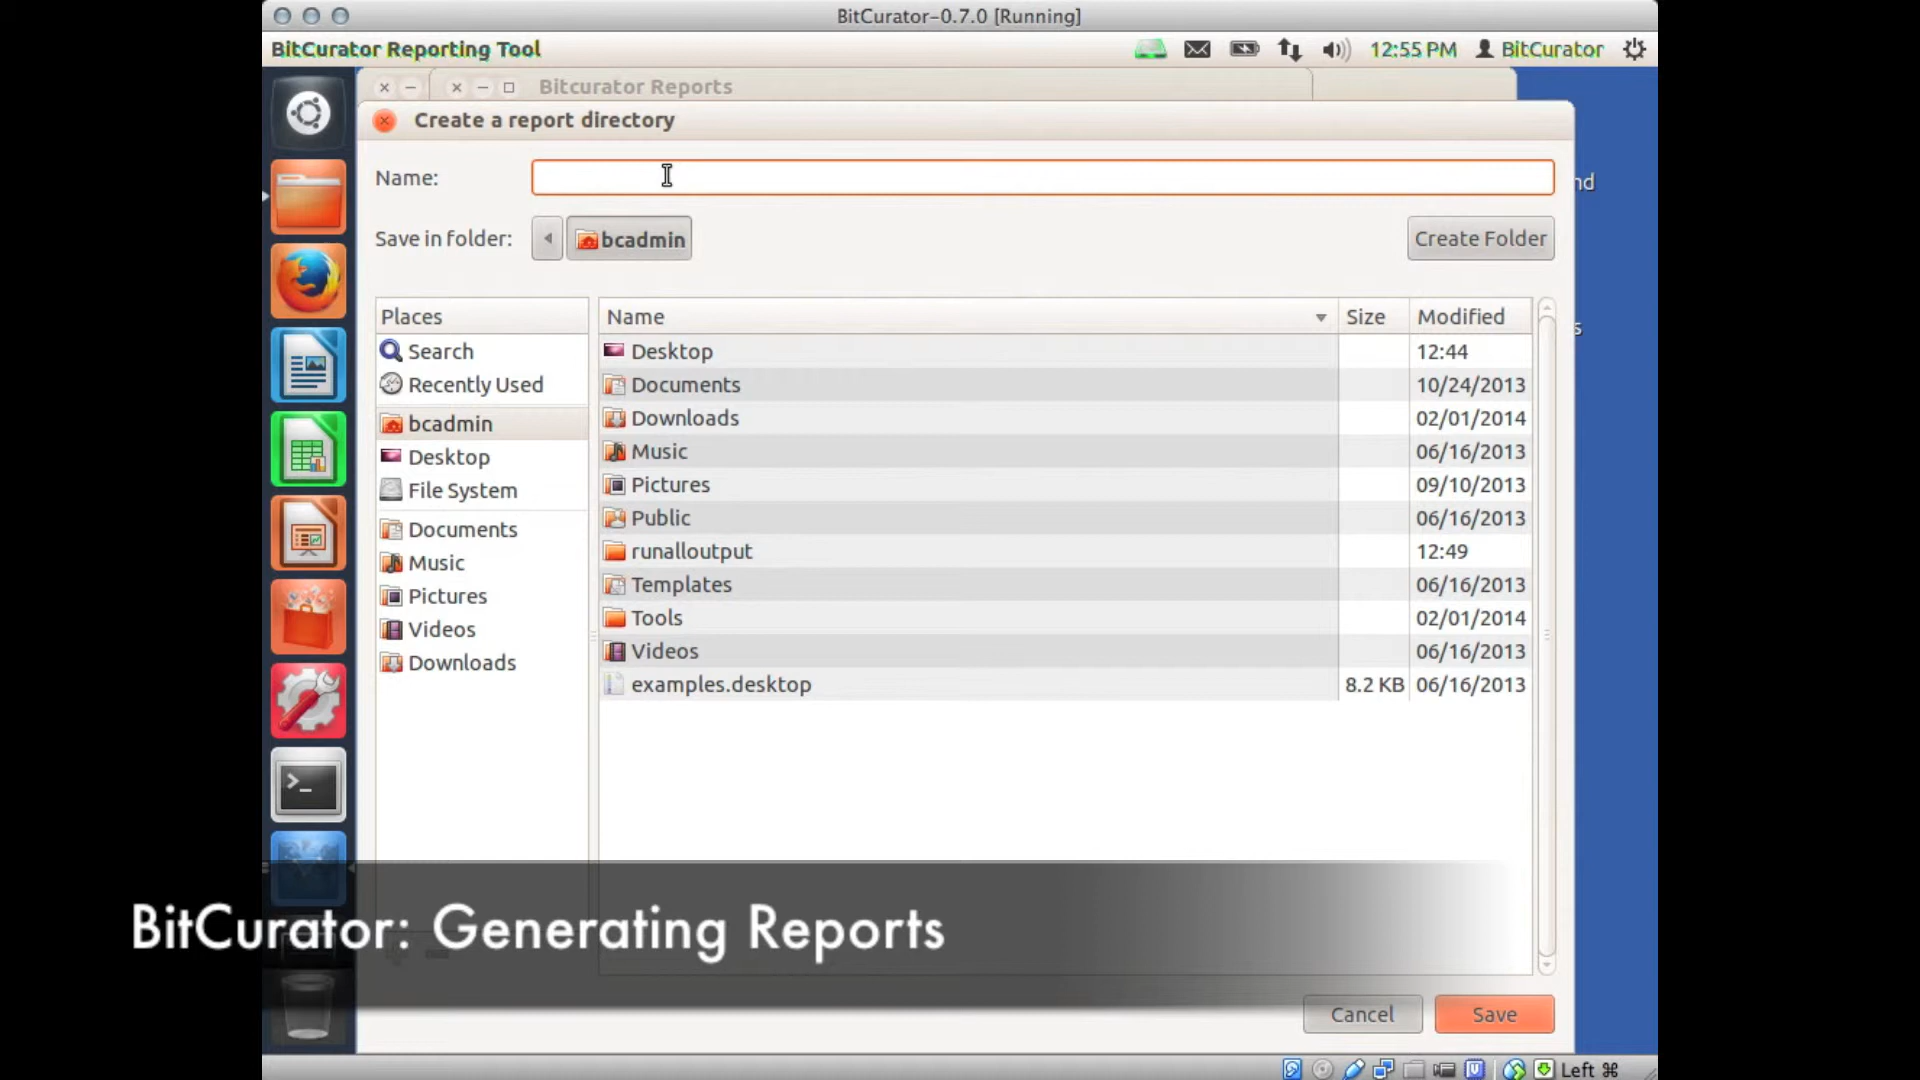 BitCurator-0.7.0 [Running]
BitCurator Reporting Tool
12:55 PM
BitCurator
Bitcurator Reports
Create a report directory
nd
Name:
Save in folder:
bcadmin
Create Folder
Places
Name
Size
Modified
s
Search
Desktop
12:44
Recently Used
Documents
10/24/2013
bcadmin
Downloads
02/01/2014
Desktop
Music
06/16/2013
File System
Pictures
09/10/2013
Documents
Public
06/16/2013
Music
runalloutput
12:49
Pictures
Templates
06/16/2013
Videos
Tools
02/01/2014
Downloads
Videos
06/16/2013
examples.desktop
8.2 KB
06/16/2013
BitCurator: Generating Reports
Cancel
Save
Left ⌘